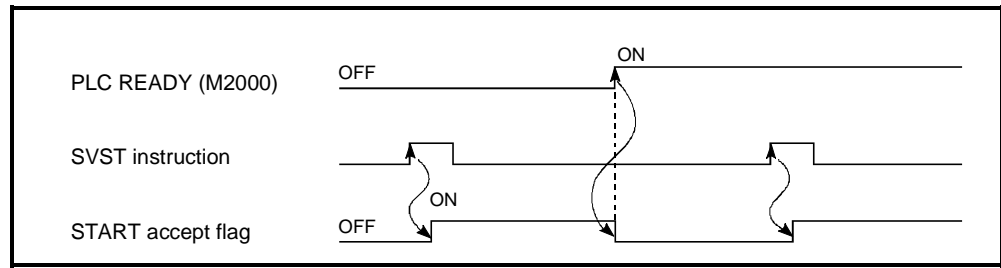 ON
PLC READY (M2000) OFF
SVST instruction
ON
START accept flag OFF